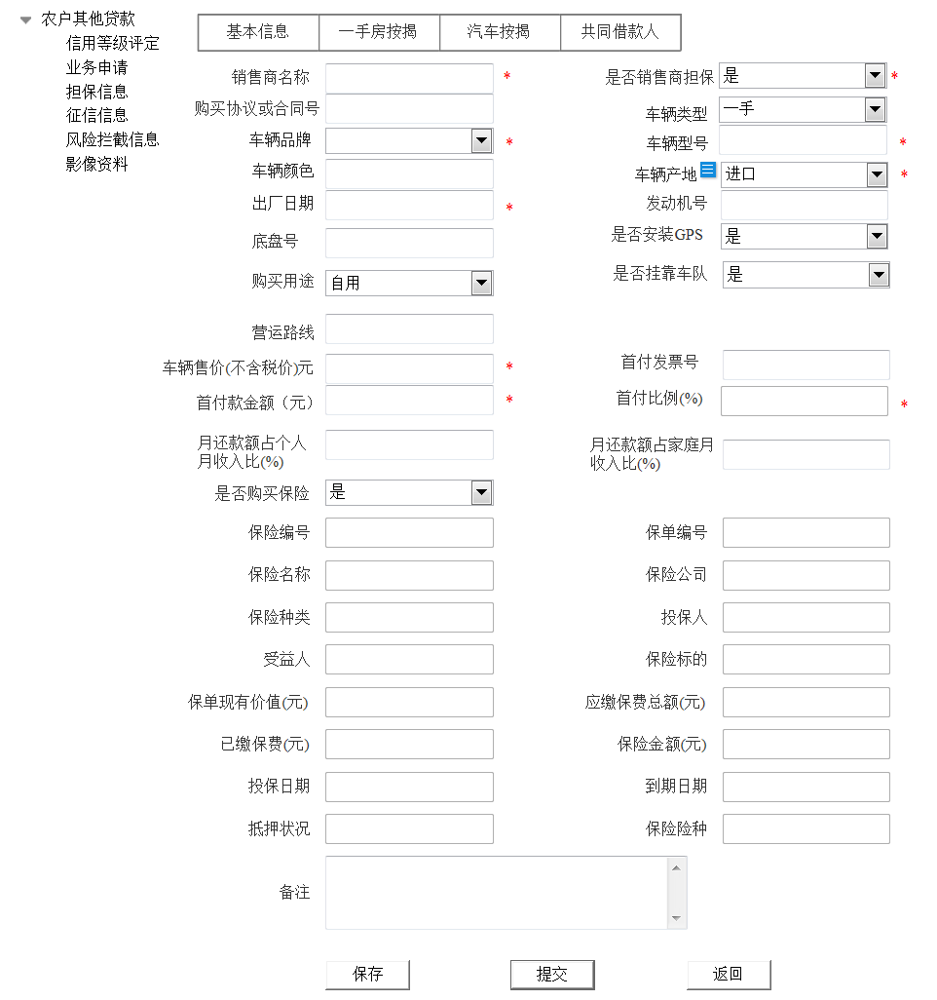 农户其他贷款
信用等级评定
业务申请
担保信息
征信信息
风险拦截信息
影像资料
基本信息 一手房按揭 汽车按揭 共同借款人
销售商名称 * 是否销售商担保 是 *
购买协议或合同号 车辆类型 一手
车辆品牌 * 车辆型号 *
车辆颜色 车辆产地 进口 *
出厂日期 * 发动机号
底盘号 是否安装GPS 是
购买用途 自用 是否挂靠车队 是
营运路线
车辆售价(不含税价)元 * 首付发票号
首付款金额（元） * 首付比例(%) *
月还款额占个人
月收入比(%)
月还款额占家庭月
收入比(%)
是否购买保险 是
保险编号 保单编号
保险名称 保险公司
保险种类 投保人
受益人 保险标的
保单现有价值(元) 应缴保费总额(元)
已缴保费(元) 保险金额(元)
投保日期 到期日期
抵押状况 保险险种
备注
保存 提交 返回